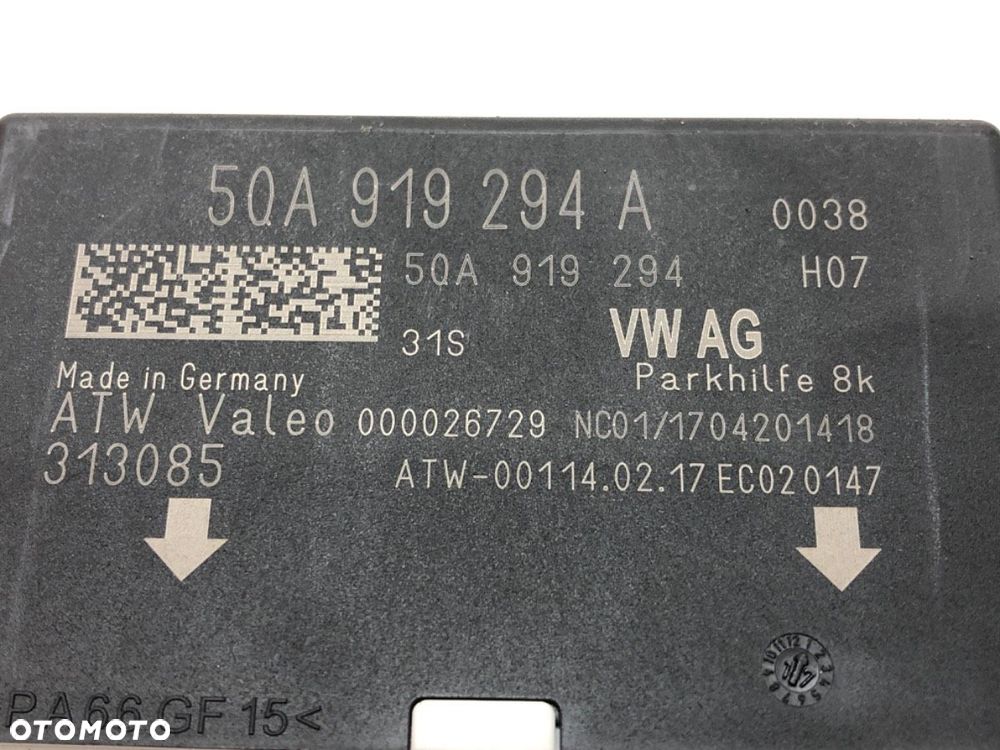 5QA 919 294 A 0038
5QA 919 294 H07
31S VW AG
Made in Germany Parkhilfe 8k
ATW Valeo 000026729 NC01/1704201418
313085 ATW-00114.02.17 EC020147
PA66 GF 15<
OTOMOTO OTOMOTO